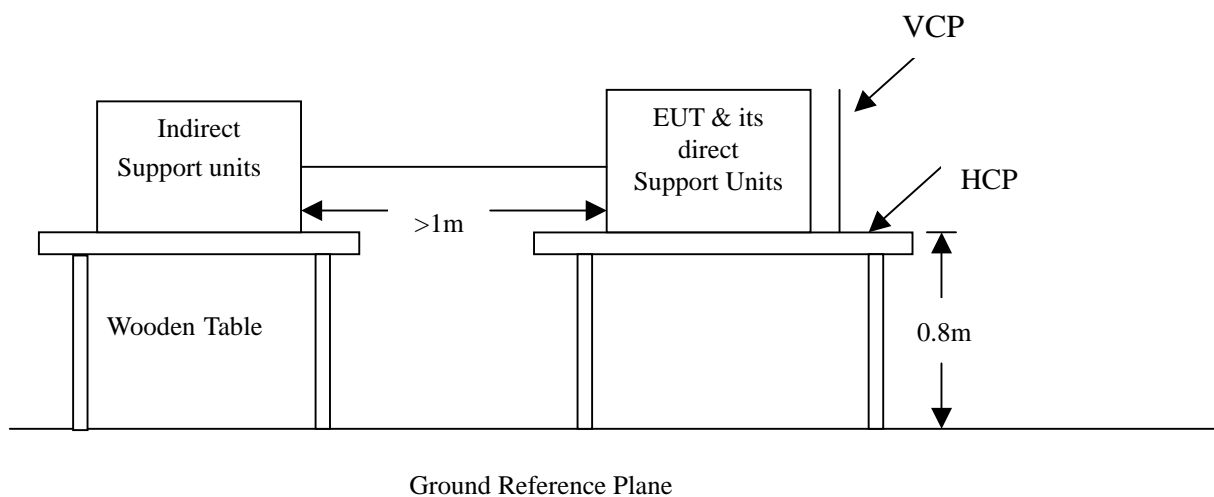 VCP
Indirect
Support units
EUT & its
direct
Support Units
HCP
>1m
Wooden Table
0.8m
Ground Reference Plane